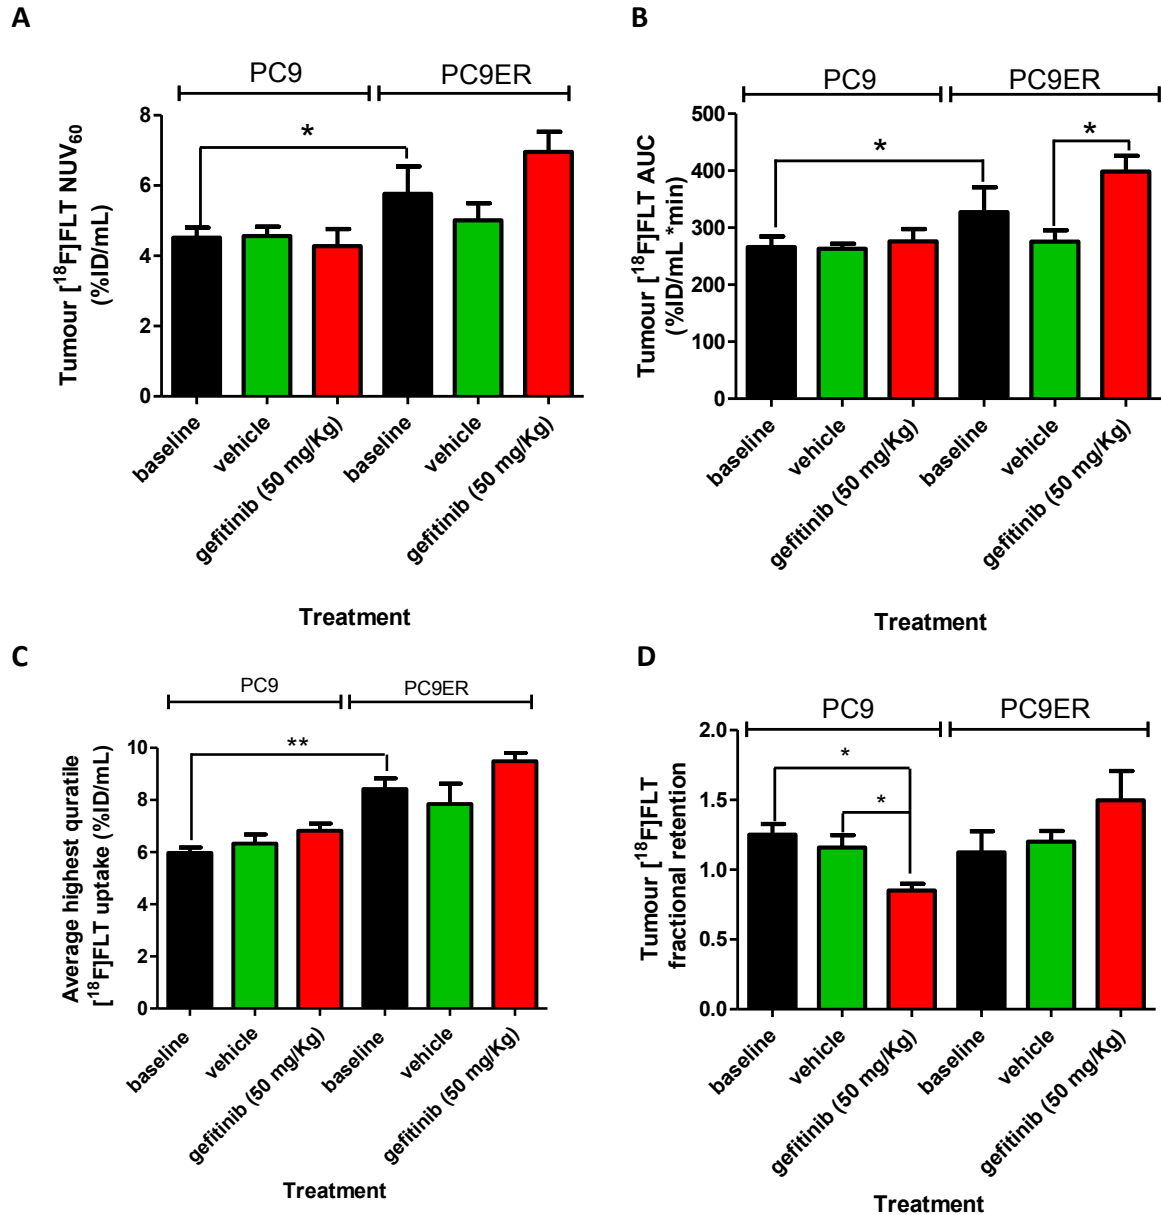 A
PC9
PC9ER
Tumour [¹⁸F]FLT NUV₆₀
(%ID/mL)
8
6
4
2
0
*
baseline
vehicle
gefitinib (50 mg/Kg)
baseline
vehicle
gefitinib (50 mg/Kg)
Treatment
B
PC9
PC9ER
Tumour [¹⁸F]FLT AUC
(%ID/mL *min)
500
400
300
200
100
0
*
*
baseline
vehicle
gefitinib (50 mg/Kg)
baseline
vehicle
gefitinib (50 mg/Kg)
Treatment
C
PC9
PC9ER
Average highest quratile
[¹⁸F]FLT uptake (%ID/mL)
10
8
6
4
2
0
**
baseline
vehicle
gefitinib (50 mg/Kg)
baseline
vehicle
gefitinib (50 mg/Kg)
Treatment
D
PC9
PC9ER
Tumour [¹⁸F]FLT
fractional retention
2.0
1.5
1.0
0.5
0.0
*
*
baseline
vehicle
gefitinib (50 mg/Kg)
baseline
vehicle
gefitinib (50 mg/Kg)
Treatment